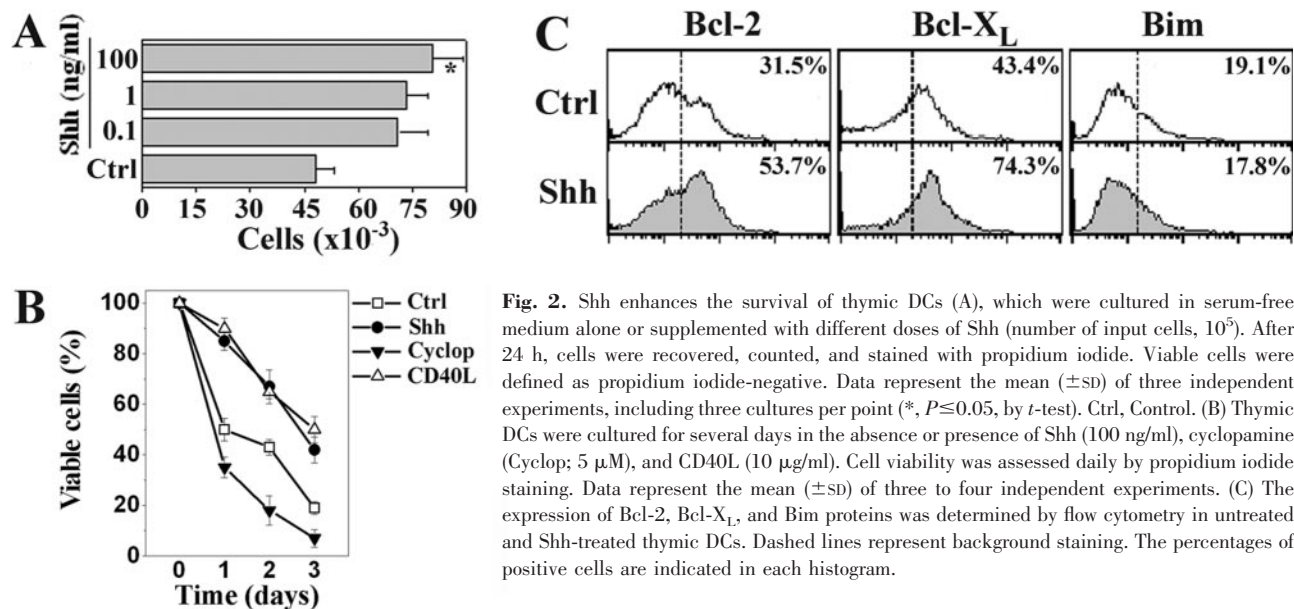 A
Shh (ng/ml)
100
1
0.1
Ctrl
*
0 15 30 45 60 75 90
Cells (x10⁻³)
C
Bcl-2 Bcl-X_L Bim
Ctrl
31.5% 43.4% 19.1%
Shh
53.7% 74.3% 17.8%
B
Viable cells (%)
100
80
60
40
20
0
0 1 2 3
Time (days)
Ctrl
Shh
Cyclop
CD40L
Fig. 2. Shh enhances the survival of thymic DCs (A), which were cultured in serum-free
medium alone or supplemented with different doses of Shh (number of input cells, 10⁵). After
24 h, cells were recovered, counted, and stained with propidium iodide. Viable cells were
defined as propidium iodide-negative. Data represent the mean (±SD) of three independent
experiments, including three cultures per point (*, P≤0.05, by t-test). Ctrl, Control. (B) Thymic
DCs were cultured for several days in the absence or presence of Shh (100 ng/ml), cyclopamine
(Cyclop; 5 μM), and CD40L (10 μg/ml). Cell viability was assessed daily by propidium iodide
staining. Data represent the mean (±SD) of three to four independent experiments. (C) The
expression of Bcl-2, Bcl-X_L, and Bim proteins was determined by flow cytometry in untreated
and Shh-treated thymic DCs. Dashed lines represent background staining. The percentages of
positive cells are indicated in each histogram.